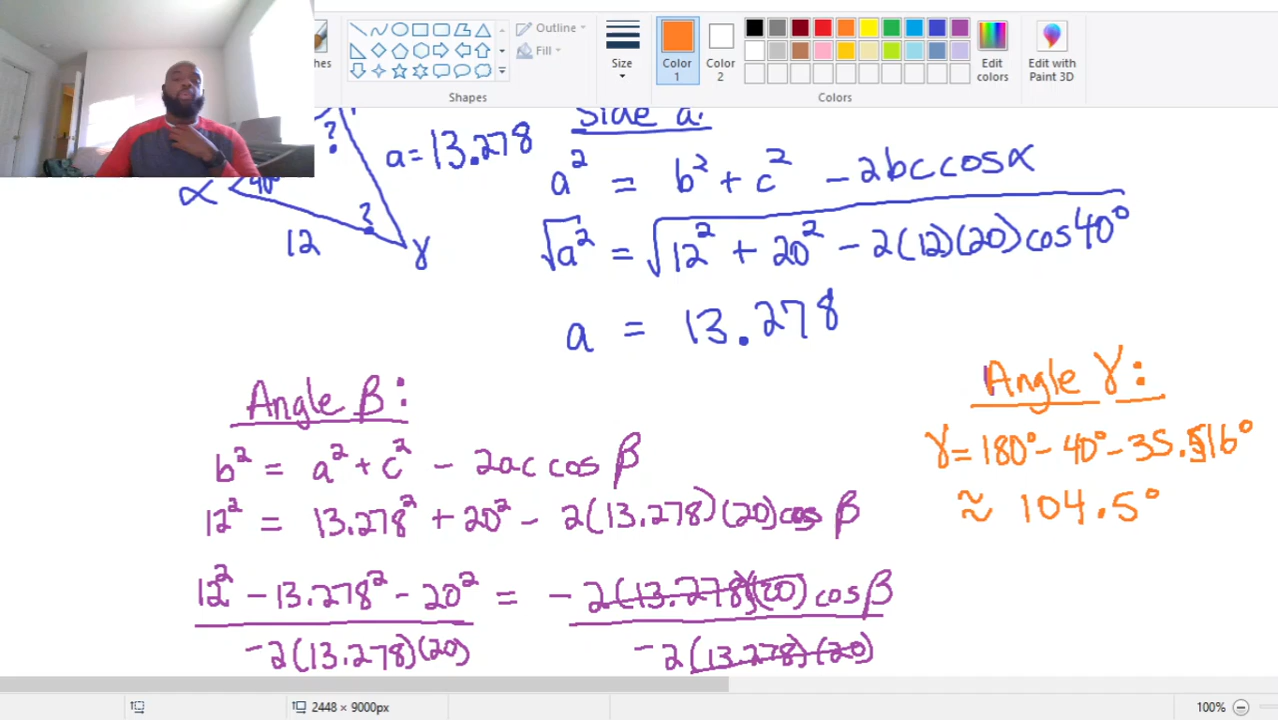 Outline
Fill
Size
Color 1
Color 2
Edit colors
Edit with Paint 3D
Shapes
Colors
Side a:
a = 13.278
?
α 40°
?
12
γ
a² = b² + c² - 2bc cos α
√a² = √12² + 20² - 2(12)(20) cos 40°
a = 13.278
Angle β:
b² = a² + c² - 2ac cos β
12² = 13.278² + 20² - 2(13.278)(20) cos β
12² - 13.278² - 20² = -2(13.278)(20) cos β
-2(13.278)(20) -2(13.278)(20)
Angle γ:
γ = 180° - 40° - 35.516°
≈ 104.5°
2448 × 9000px
100%